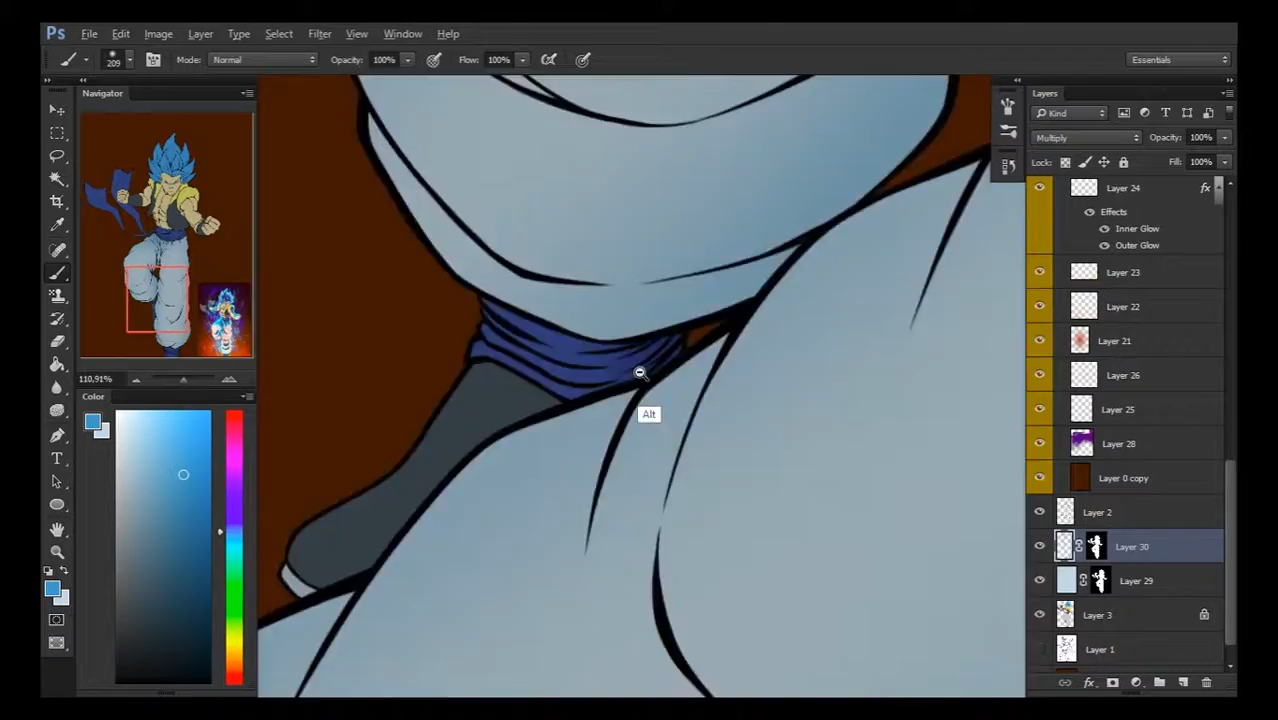 Ps File Edit Image Layer Type Select Filter View Window Help
209 Mode: Normal Opacity: 100% Flow: 100% Essentials
Navigator
110,91%
Color
Alt
Layers
Kind
Multiply Opacity: 100%
Lock: Fill: 100%
Layer 24 fx
Effects
Inner Glow
Outer Glow
Layer 23
Layer 22
Layer 21
Layer 26
Layer 25
Layer 28
Layer 0 copy
Layer 2
Layer 30
Layer 29
Layer 3
Layer 1
fx